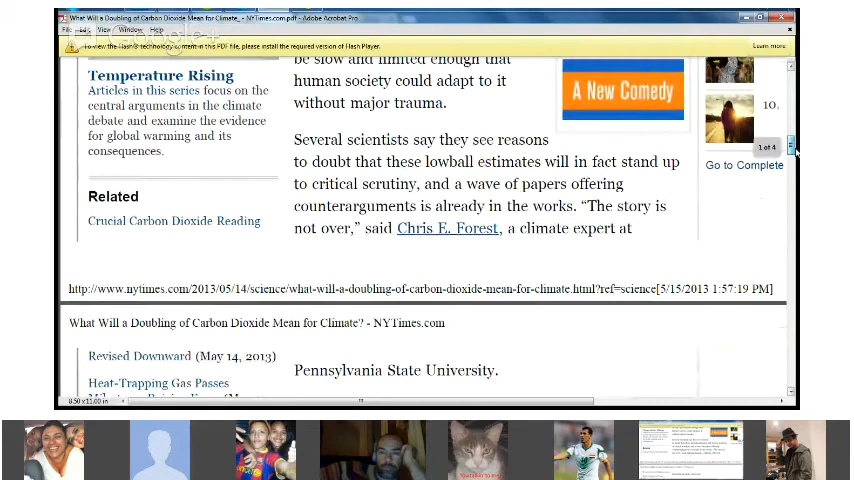 What Will a Doubling of Carbon Dioxide Mean for Climate_ - NYTimes.com.pdf - Adobe Acrobat Pro
File Edit View Window Help
Google+
To view the Flash® technology content in this PDF file, please install the required version of Flash Player.
Learn more
Temperature Rising
Articles in this series focus on the
central arguments in the climate
debate and examine the evidence
for global warming and its
consequences.
Related
Crucial Carbon Dioxide Reading
be slow and limited enough that
human society could adapt to it
without major trauma.
A New Comedy
Several scientists say they see reasons
to doubt that these lowball estimates will in fact stand up
to critical scrutiny, and a wave of papers offering
counterarguments is already in the works. “The story is
not over,” said Chris E. Forest, a climate expert at
10.
1 of 4
Go to Complete
http://www.nytimes.com/2013/05/14/science/what-will-a-doubling-of-carbon-dioxide-mean-for-climate.html?ref=science[5/15/2013 1:57:19 PM]
What Will a Doubling of Carbon Dioxide Mean for Climate? - NYTimes.com
Revised Downward (May 14, 2013)
Heat-Trapping Gas Passes
Pennsylvania State University.
8.50 x 11.00 in